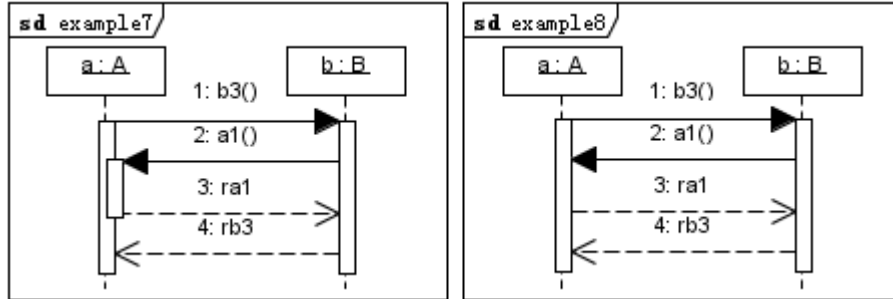 sd example7
a : A
b : B
1: b3()
2: a1()
3: ra1
4: rb3
sd example8
a : A
b : B
1: b3()
2: a1()
3: ra1
4: rb3